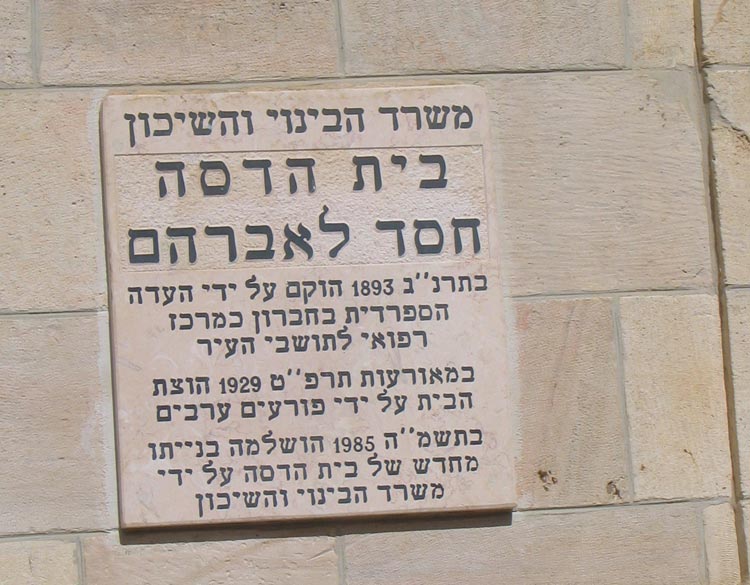 משרד הבינוי והשיכון
בית הדסה
חסד לאברהם
בתרנ''ג 1893 הוקם על ידי העדה
הספרדית בחברון כמרכז
רפואי לתושבי העיר
במאורעות תרפ''ט 1929 הוצת
הבית על ידי פורעים ערבים
בתשמ''ה 1985 הושלמה בנייתו
מחדש של בית הדסה על ידי
משרד הבינוי והשיכון